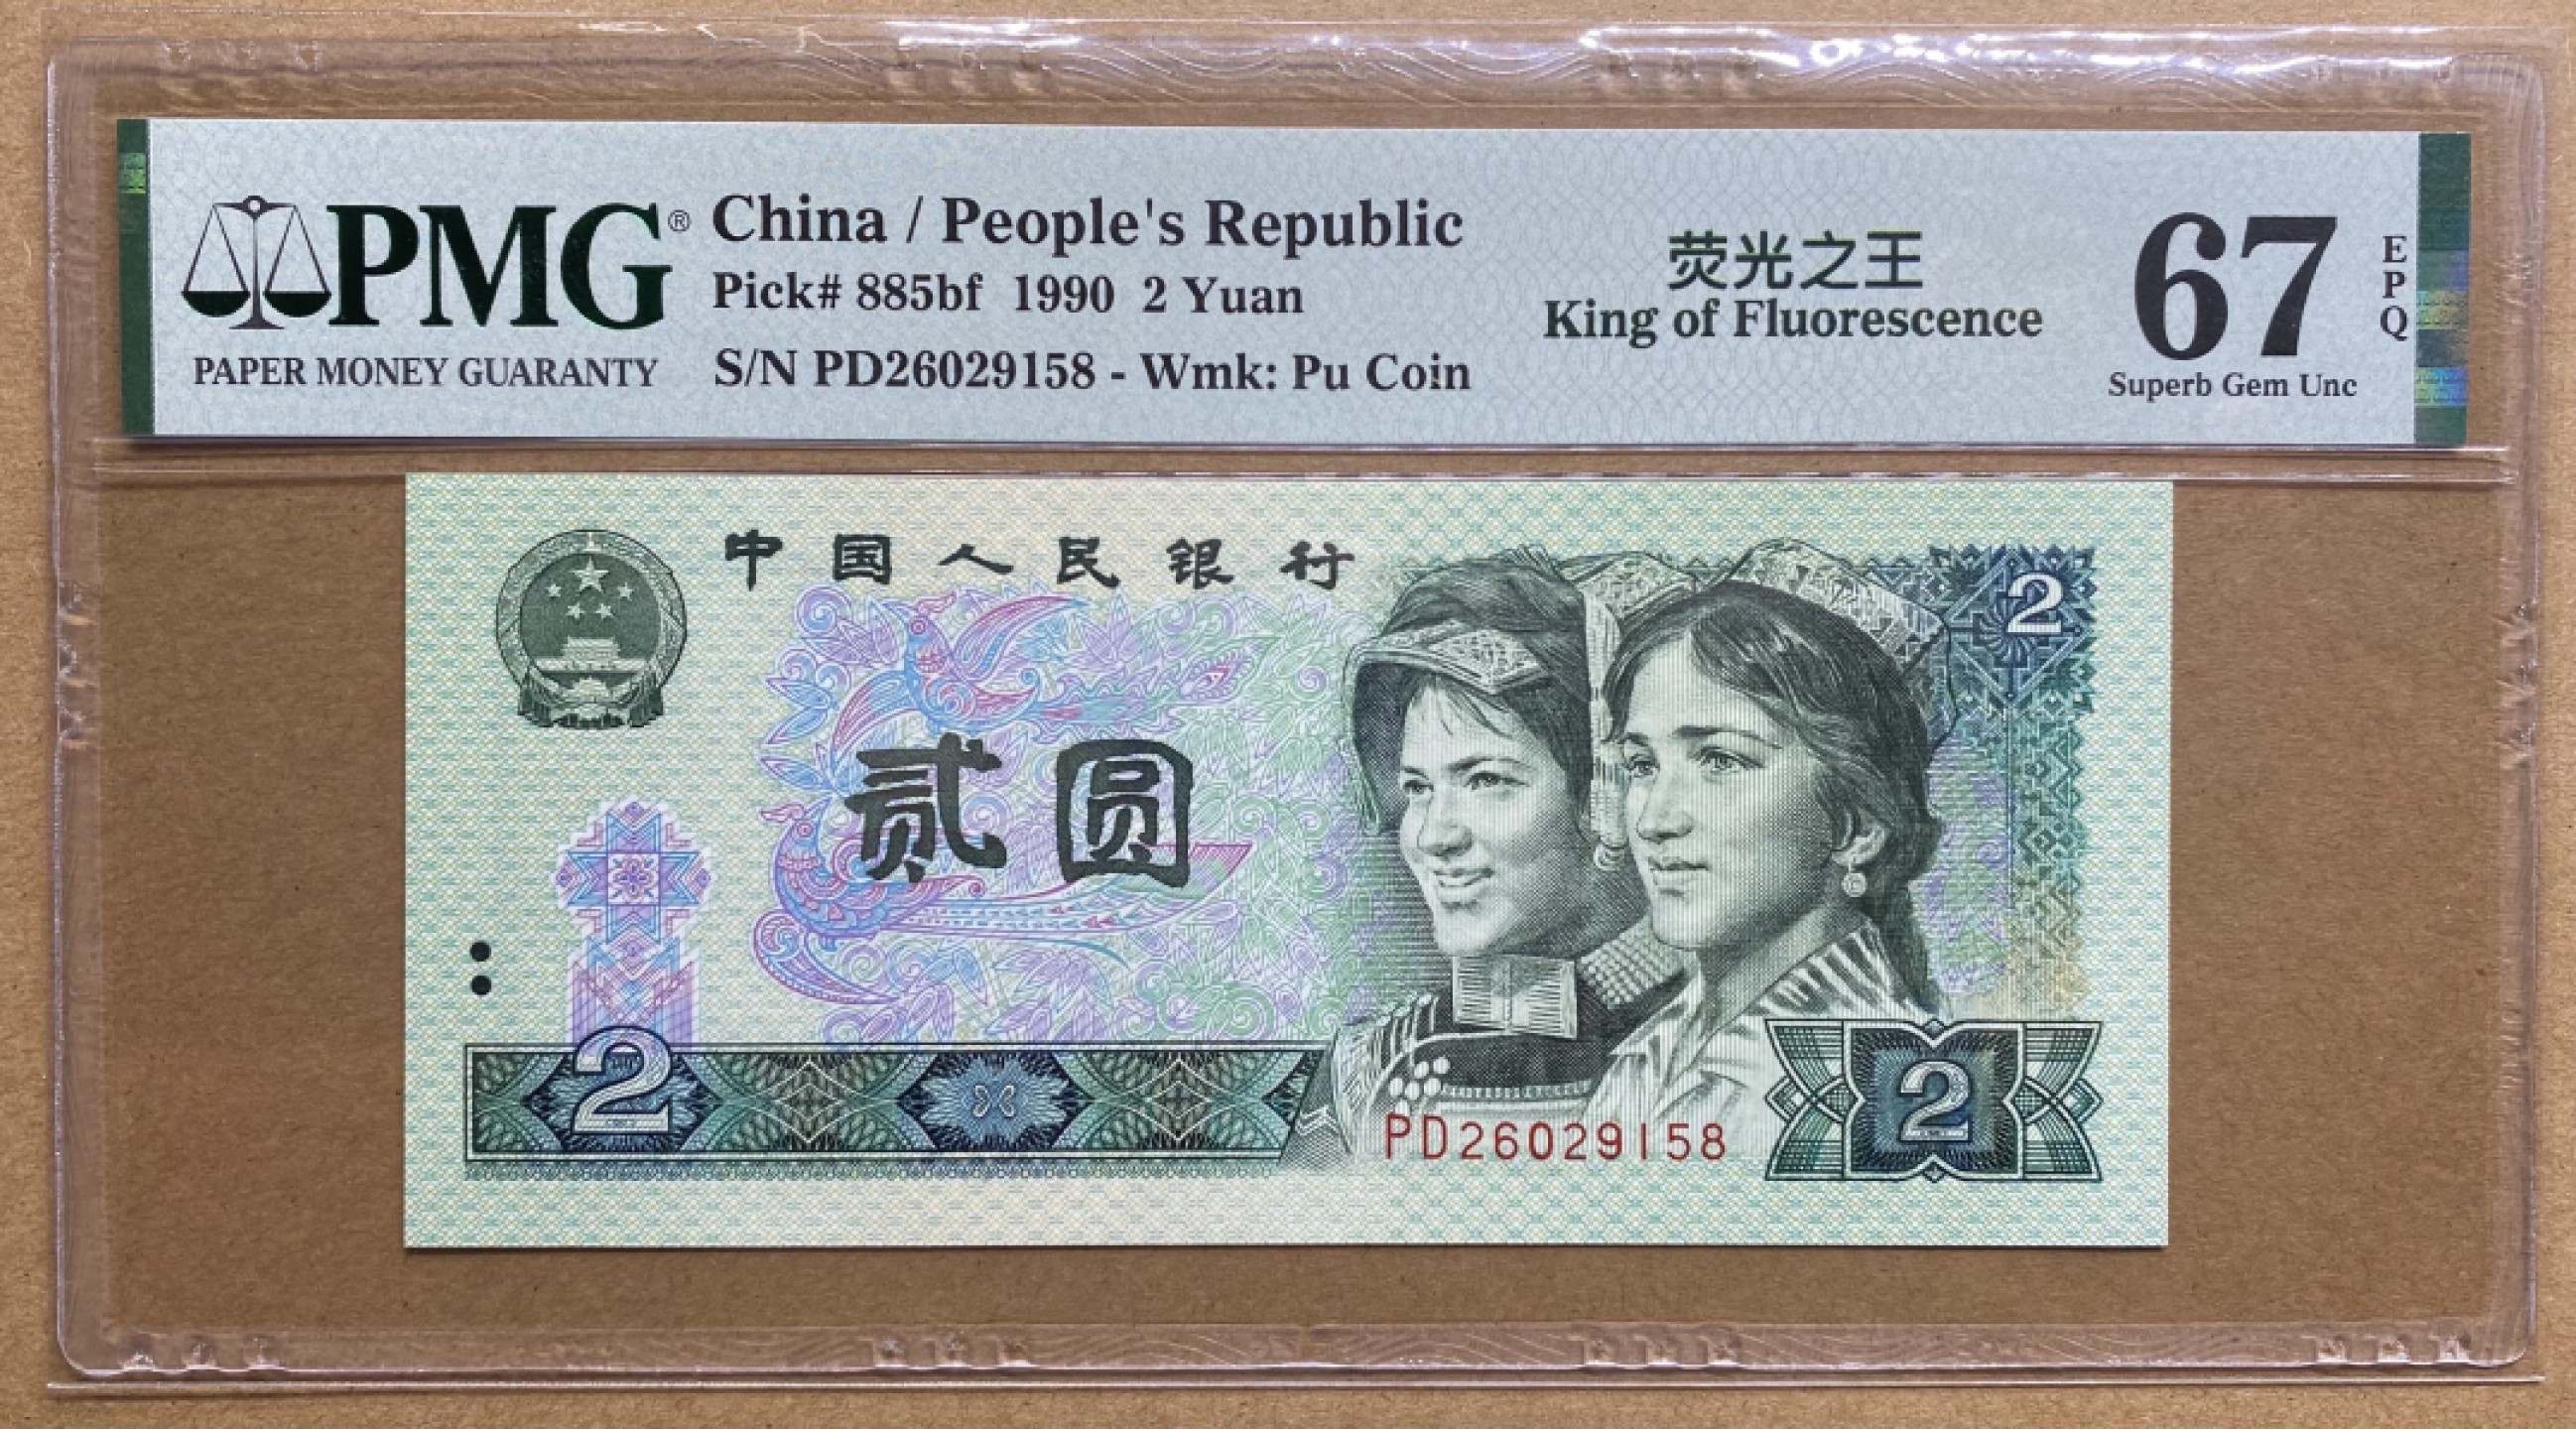 PMG®
PAPER MONEY GUARANTY
China / People's Republic
Pick# 885bf 1990 2 Yuan
S/N PD26029158 - Wmk: Pu Coin
荧光之王
King of Fluorescence
67
EPQ
Superb Gem Unc
中国人民银行
2
贰圆
2
2
PD26029158